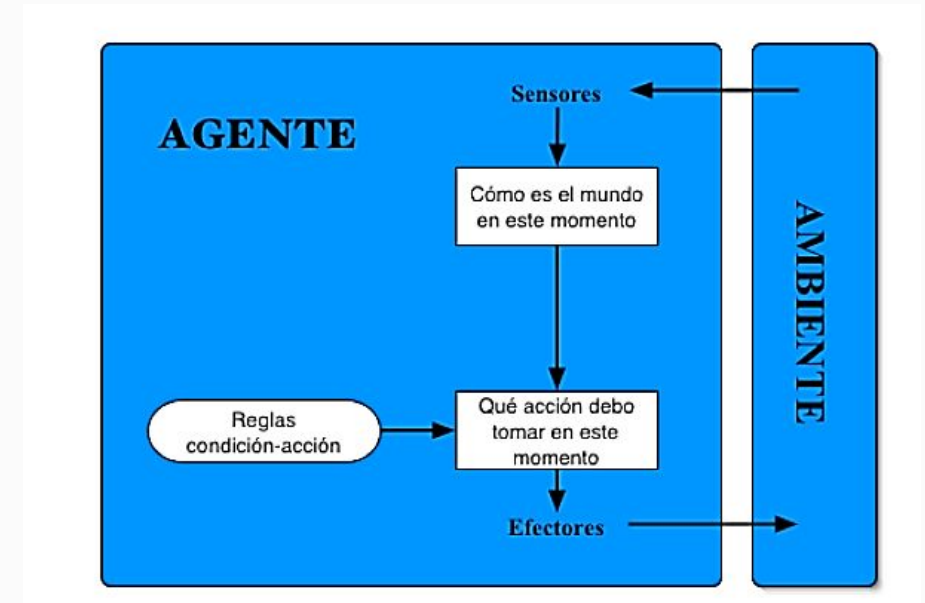 Sensores
AGENTE
Cómo es el mundo
en este momento
AMBIENTE
Qué acción debo
tomar en este
momento
Reglas
condición-acción
Efectores